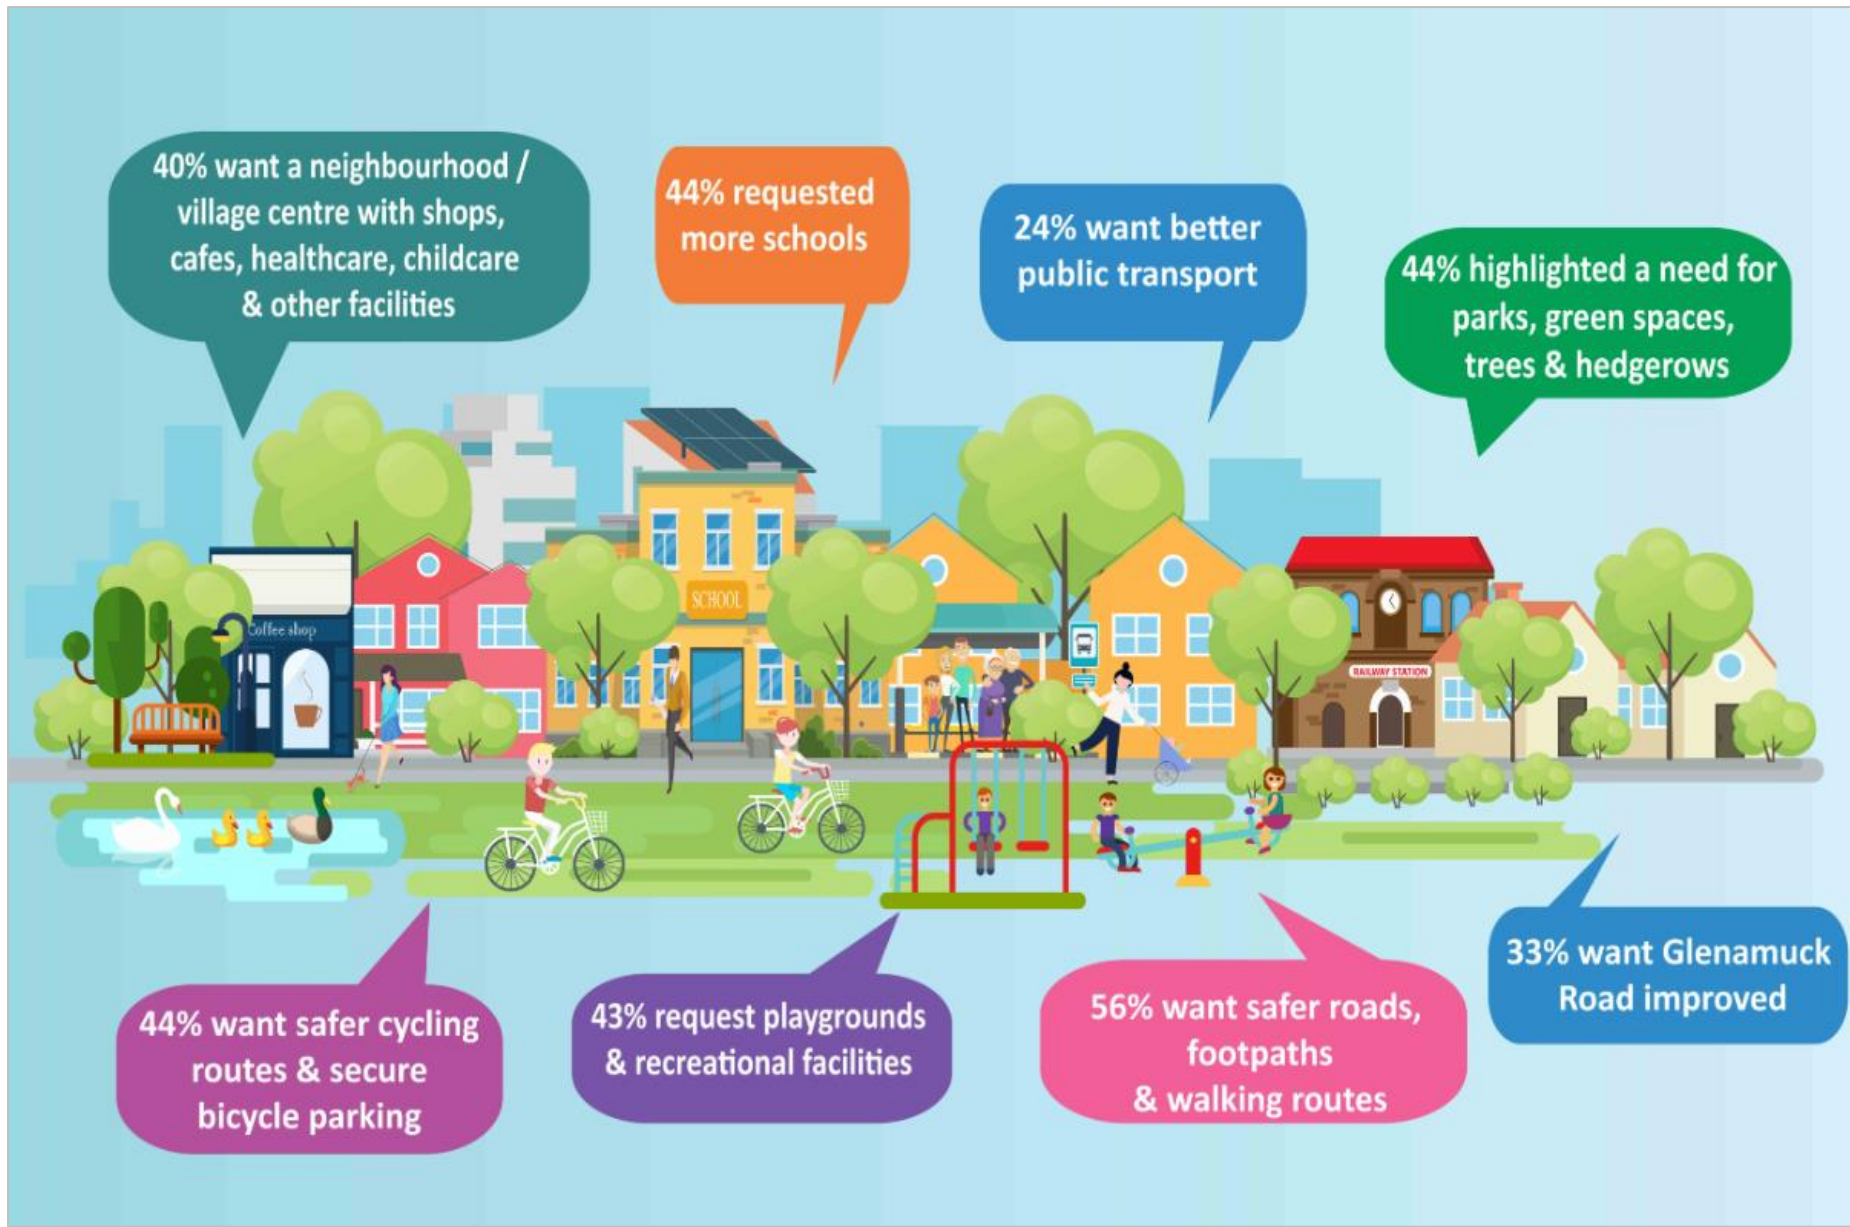 40% want a neighbourhood /
village centre with shops,
cafes, healthcare, childcare
& other facilities
44% requested
more schools
24% want better
public transport
44% highlighted a need for
parks, green spaces,
trees & hedgerows
SCHOOL
Coffee shop
RAILWAY STATION
44% want safer cycling
routes & secure
bicycle parking
43% request playgrounds
& recreational facilities
56% want safer roads,
footpaths
& walking routes
33% want Glenamuck
Road improved